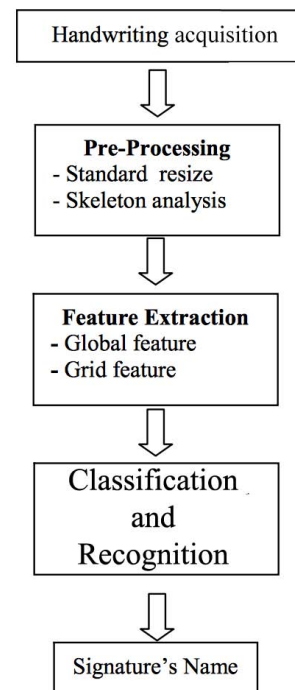 Handwriting acquisition
Pre-Processing
- Standard resize
- Skeleton analysis
Feature Extraction
- Global feature
- Grid feature
Classification
and
Recognition
Signature's Name